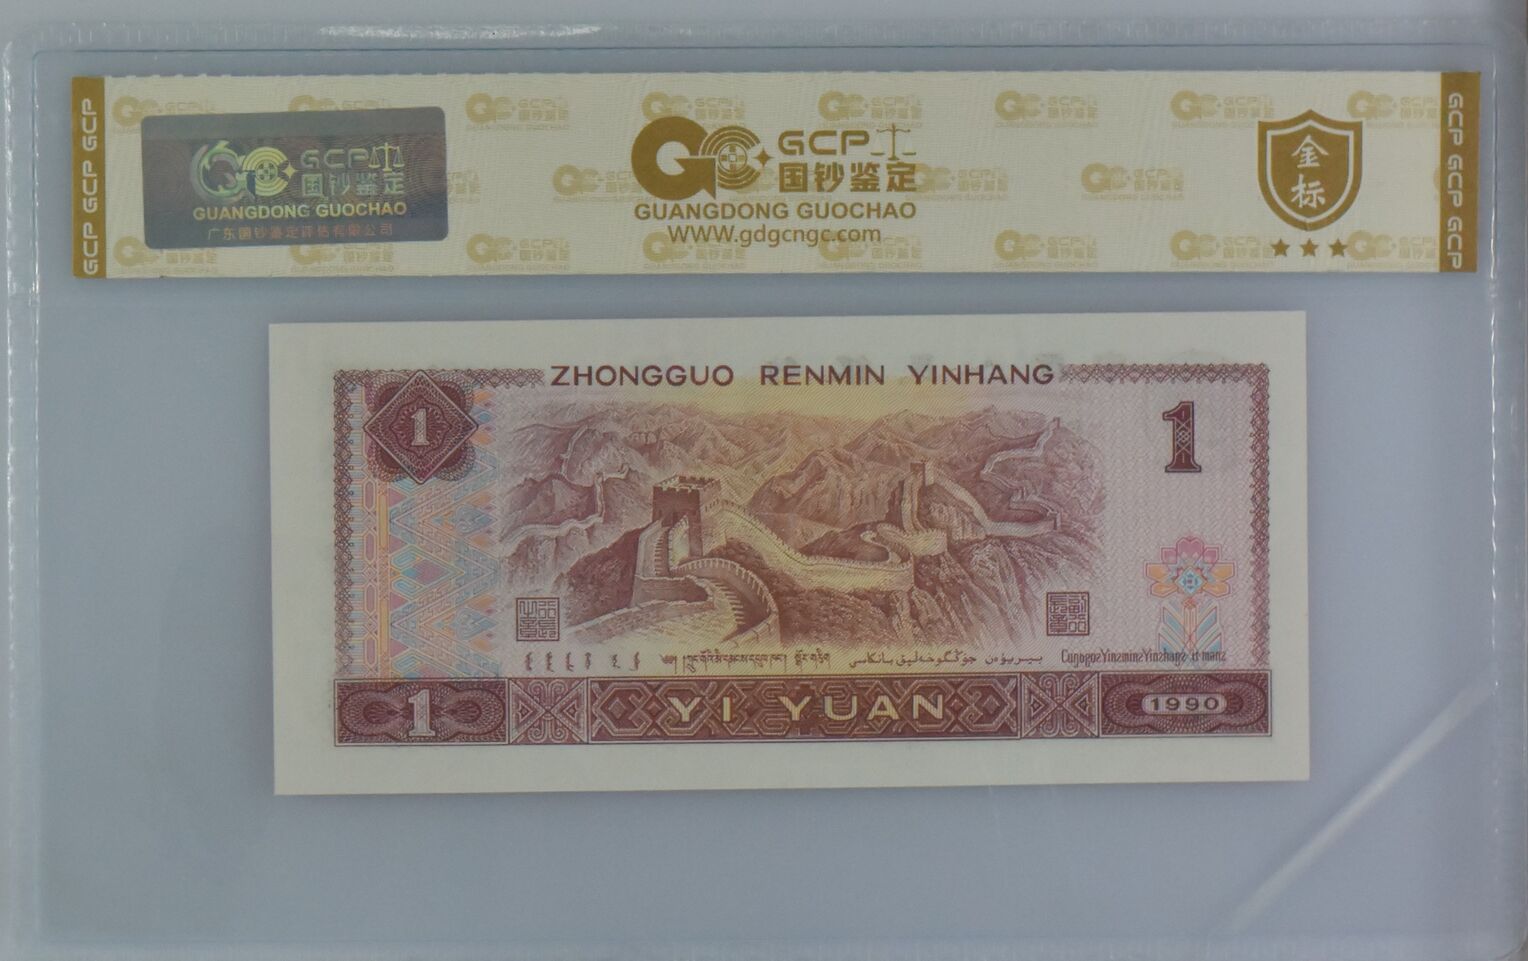 GCP GCP GCP
GCP
国钞鉴定
GUANGDONG GUOCHAO
广东国钞鉴定评估有限公司
GCP
国钞鉴定
GUANGDONG GUOCHAO
WWW.gdgcngc.com
金
标
GCP GCP GCP
ZHONGGUO RENMIN YINHANG
1
1
1
YI YUAN
1990